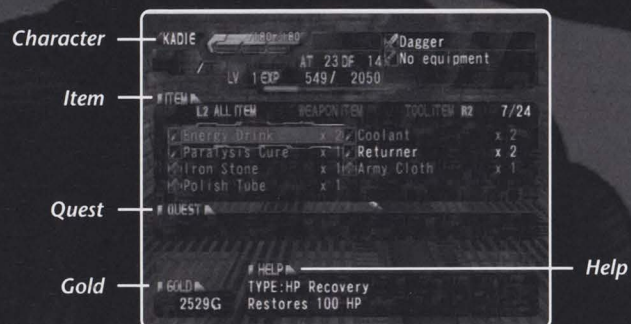 Character
KADIE 180/ 180
Dagger
AT 23 DF 14 No equipment
LV 1 EXP 549/ 2050
Item
ITEM
L2 ALL ITEM WEAPON ITEM TOOL ITEM R2 7/24
Energy Drink x 2 Coolant x 2
Paralysis Cure x 1 Returner x 2
Iron Stone x 1 Army Cloth x 1
Polish Tube x 1
Quest
QUEST
HELP
Help
Gold
GOLD
TYPE:HP Recovery
2529G Restores 100 HP